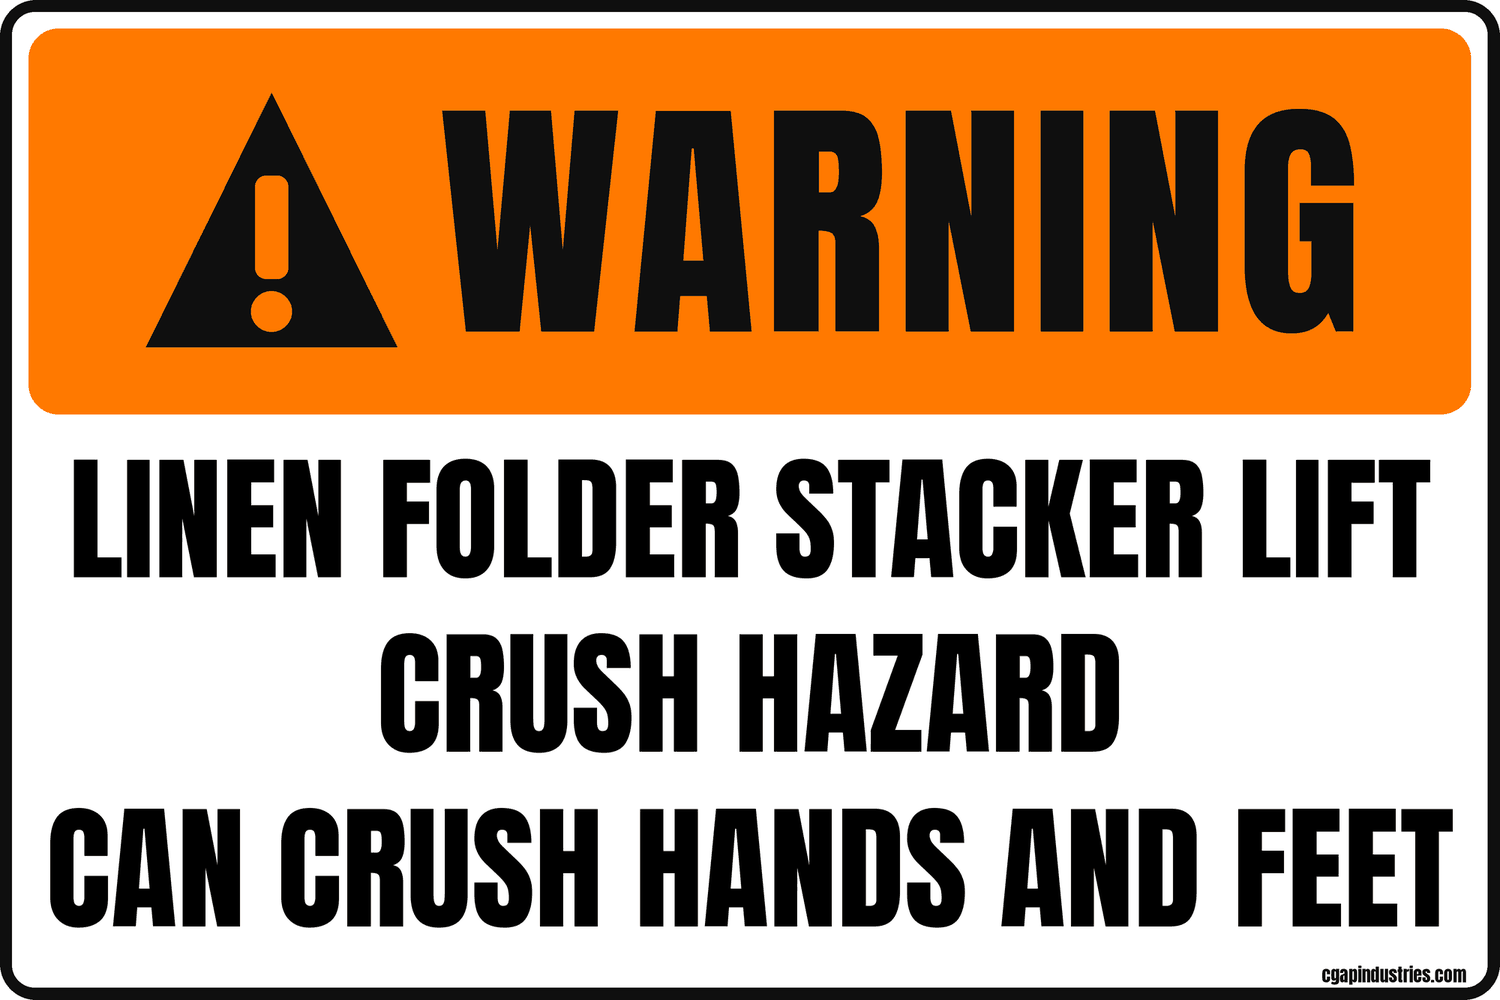 WARNING
LINEN FOLDER STACKER LIFT
CRUSH HAZARD
CAN CRUSH HANDS AND FEET
cgapindustries.com